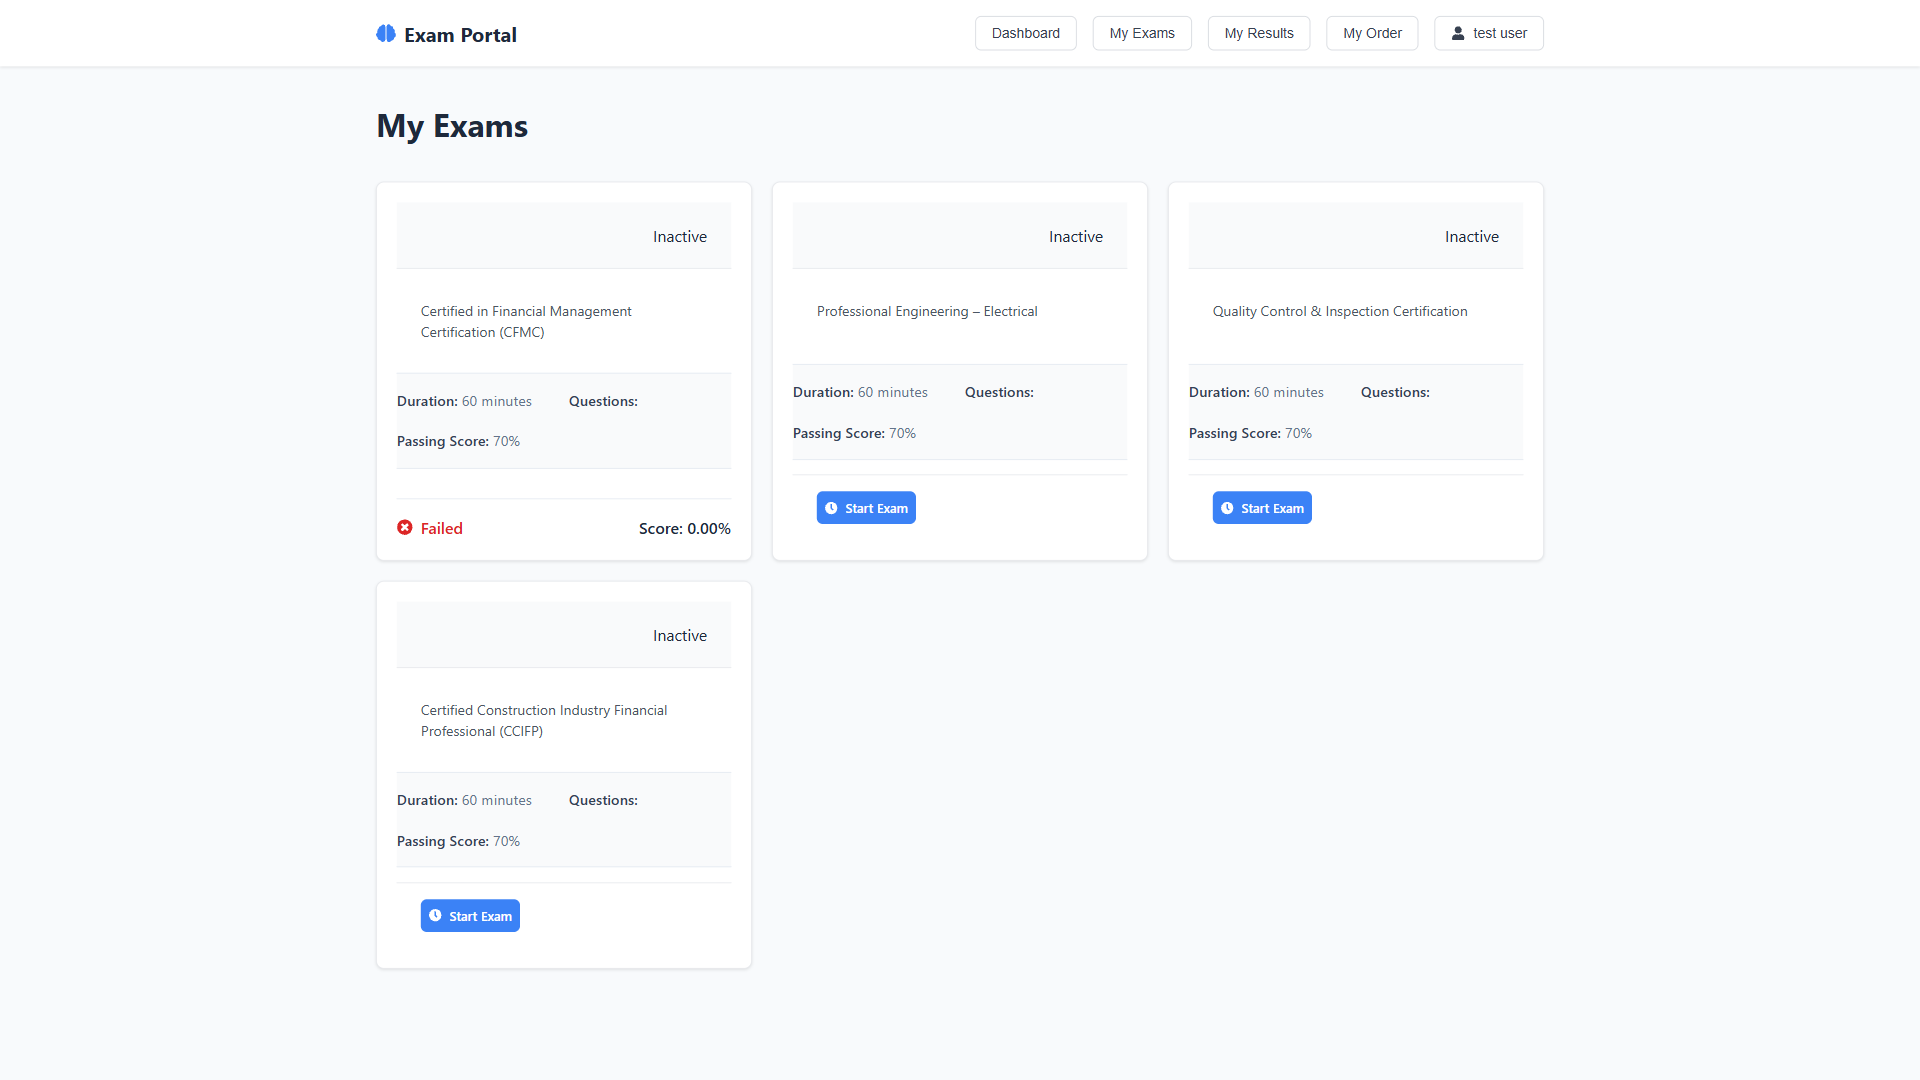 Exam Portal
Dashboard
My Exams
My Results
My Order
test user
My Exams
Inactive
Certified in Financial Management
Certification (CFMC)
Duration: 60 minutes
Questions:
Passing Score: 70%
Failed
Score: 0.00%
Inactive
Professional Engineering – Electrical
Duration: 60 minutes
Questions:
Passing Score: 70%
Start Exam
Inactive
Quality Control & Inspection Certification
Duration: 60 minutes
Questions:
Passing Score: 70%
Start Exam
Inactive
Certified Construction Industry Financial
Professional (CCIFP)
Duration: 60 minutes
Questions:
Passing Score: 70%
Start Exam